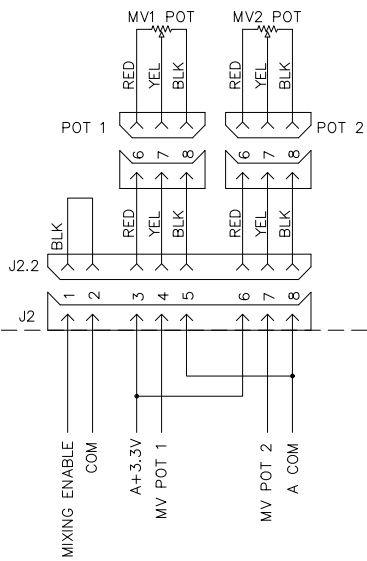 MV1 POT
MV2 POT
RED
YEL
BLK
RED
YEL
BLK
POT 1
POT 2
6
7
8
6
7
8
BLK
RED
YEL
BLK
RED
YEL
BLK
J2.2
1
2
3
4
5
6
7
8
J2
MIXING ENABLE
COM
A+3.3V
MV POT 1
MV POT 2
A COM